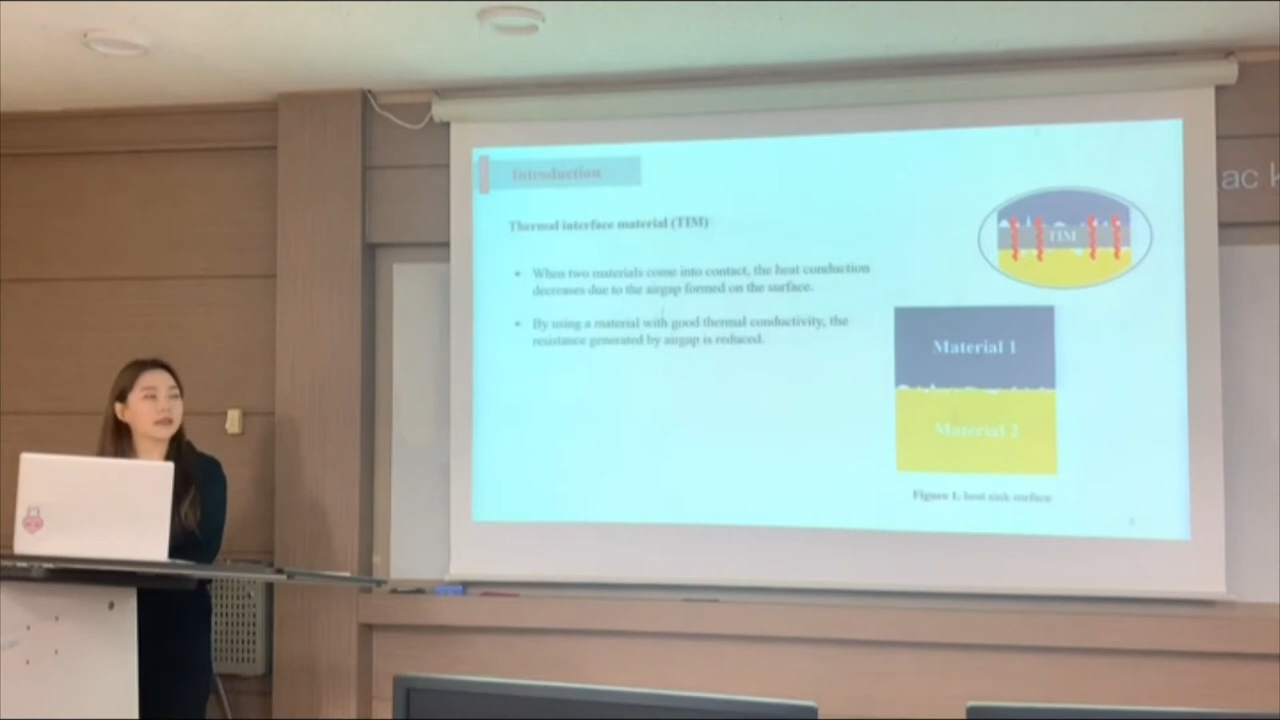 Introduction
Thermal interface material (TIM)
• When two materials come into contact, the heat conduction
decreases due to the airgap formed on the surface.
• By using a material with good thermal conductivity, the
resistance generated by airgap is reduced.
TIM
Material 1
Material 2
Figure 1. heat sink surface
ac k